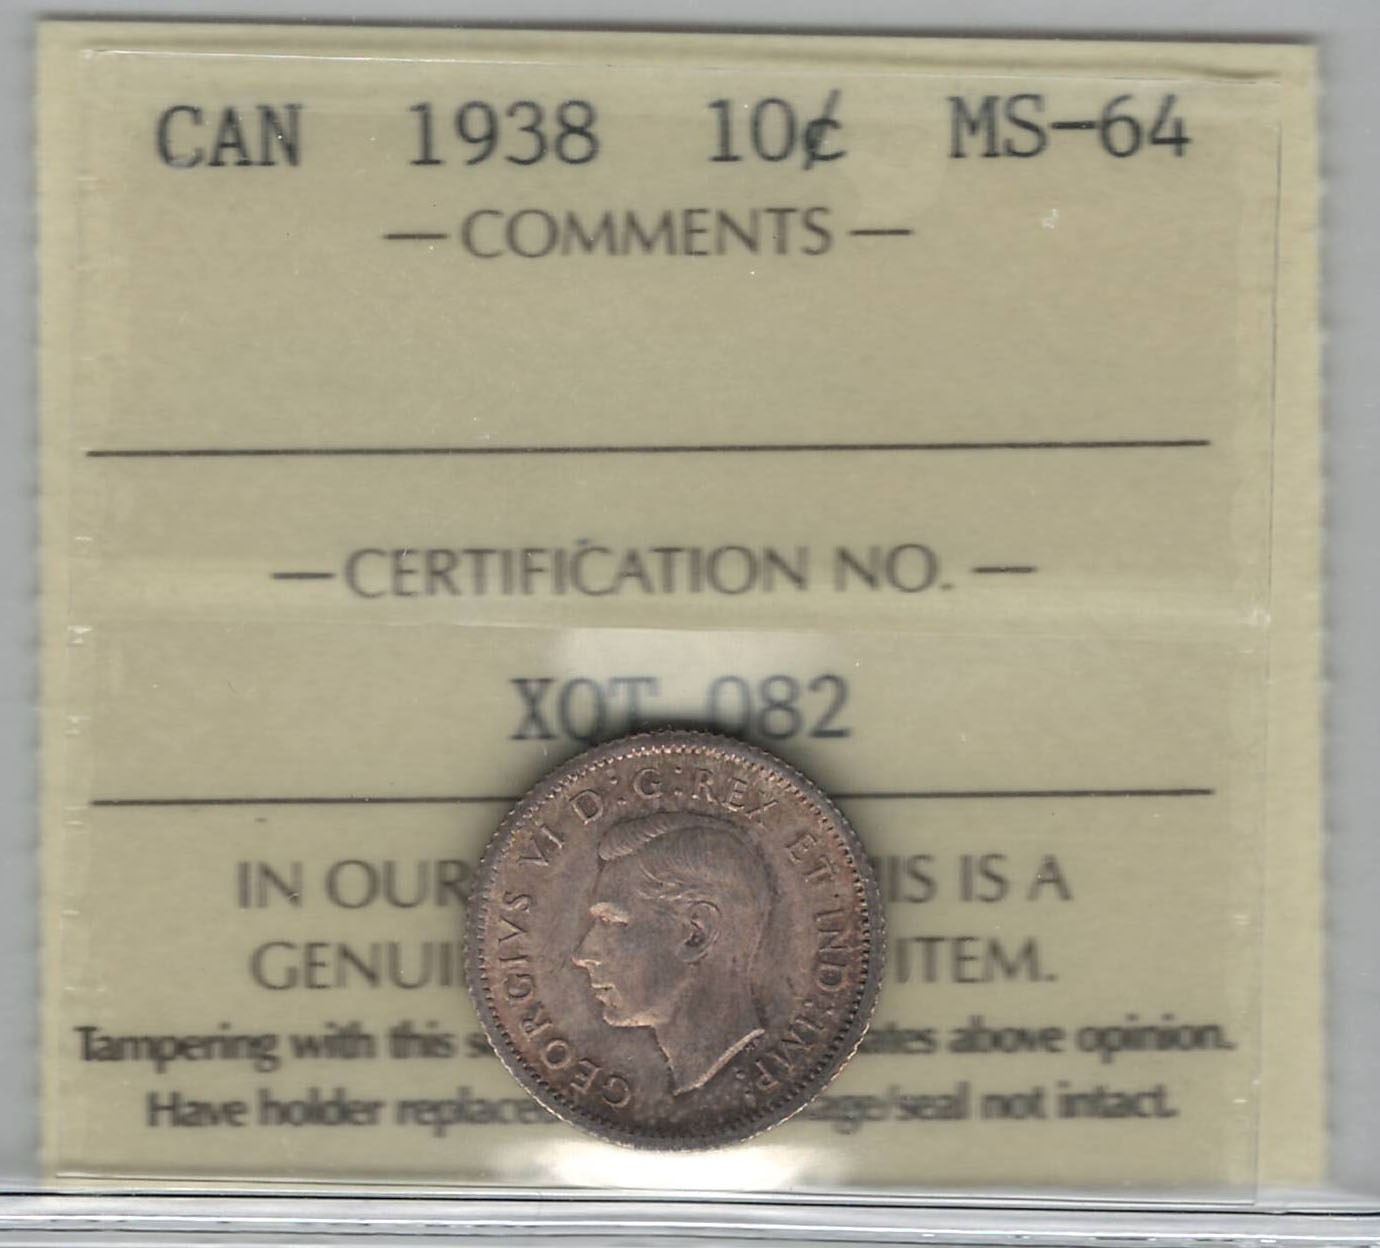 CAN 1938 10¢ MS-64
— COMMENTS —
— CERTIFICATION NO. —
XOT 082
GEORGIVS VI D:G:REX ET IND:IMP:
IN OUR IS IS A
GENUI ITEM.
Tampering with this s ates above opinion.
Have holder replace age/seal not intact.